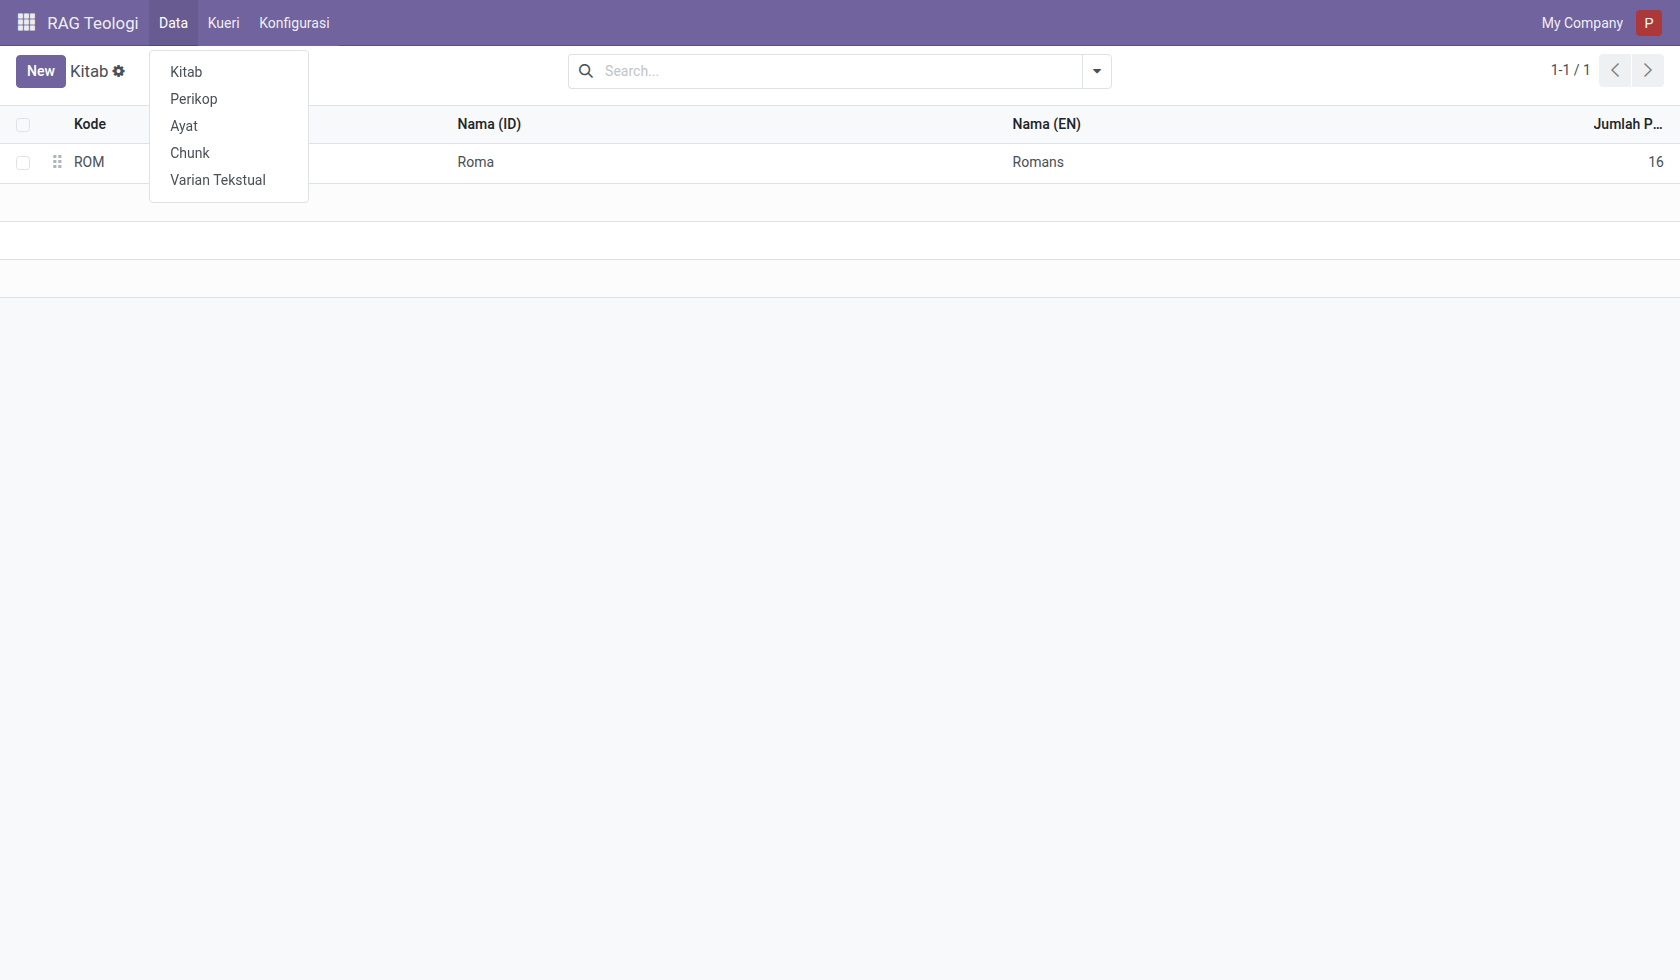 RAG Teologi Data Kueri Konfigurasi My Company P
New Kitab Search... 1-1 / 1
Kitab
Perikop
Ayat
Chunk
Varian Tekstual
Kode Nama (ID) Nama (EN) Jumlah P...
ROM Roma Romans 16